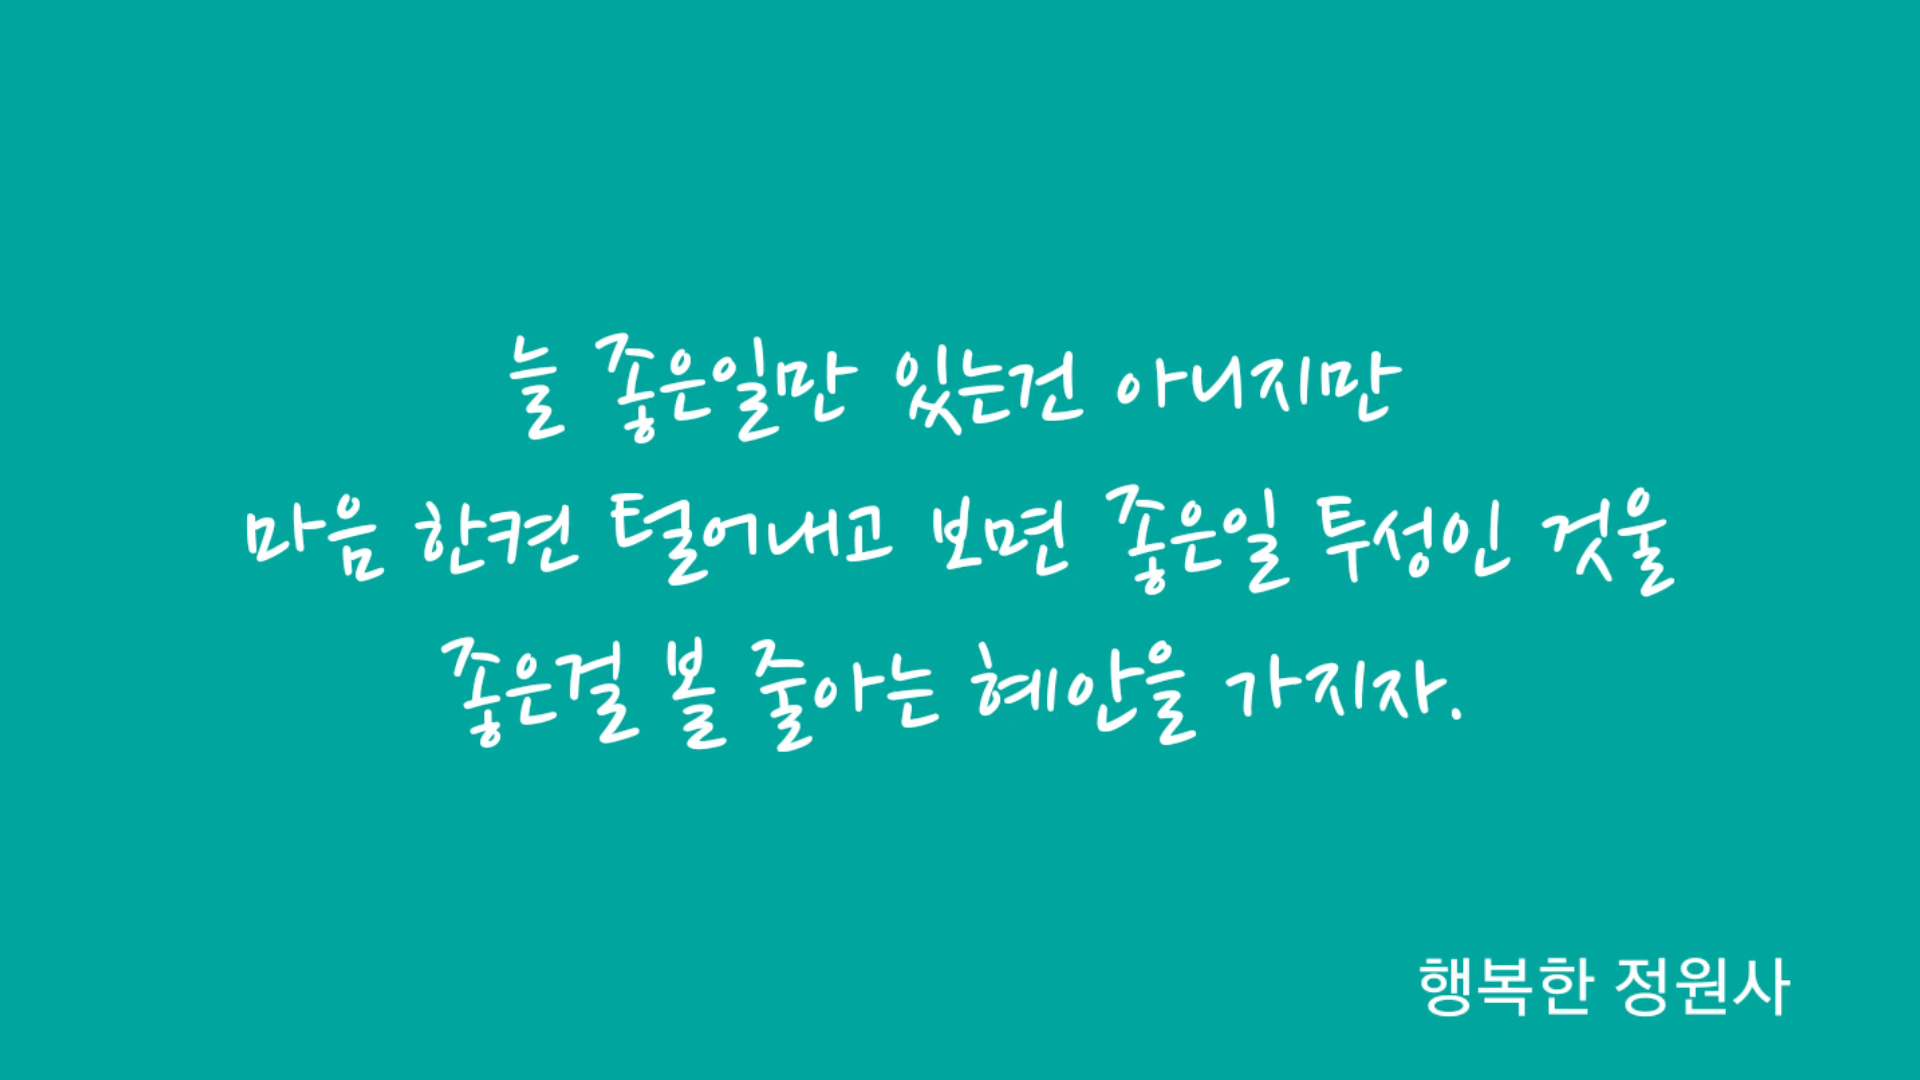 늘 좋은일만 있는건 아니지만
마음 한켠 털어내고 보면 좋은일 투성인 것울
좋은걸 볼 줄아는 혜안을 가지자.
행복한 정원사